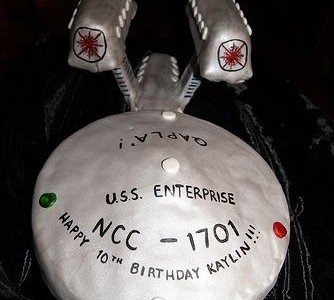 QAPLA'!
U.S.S. ENTERPRISE
NCC - 1701
HAPPY 10TH BIRTHDAY KAYLIN!!!